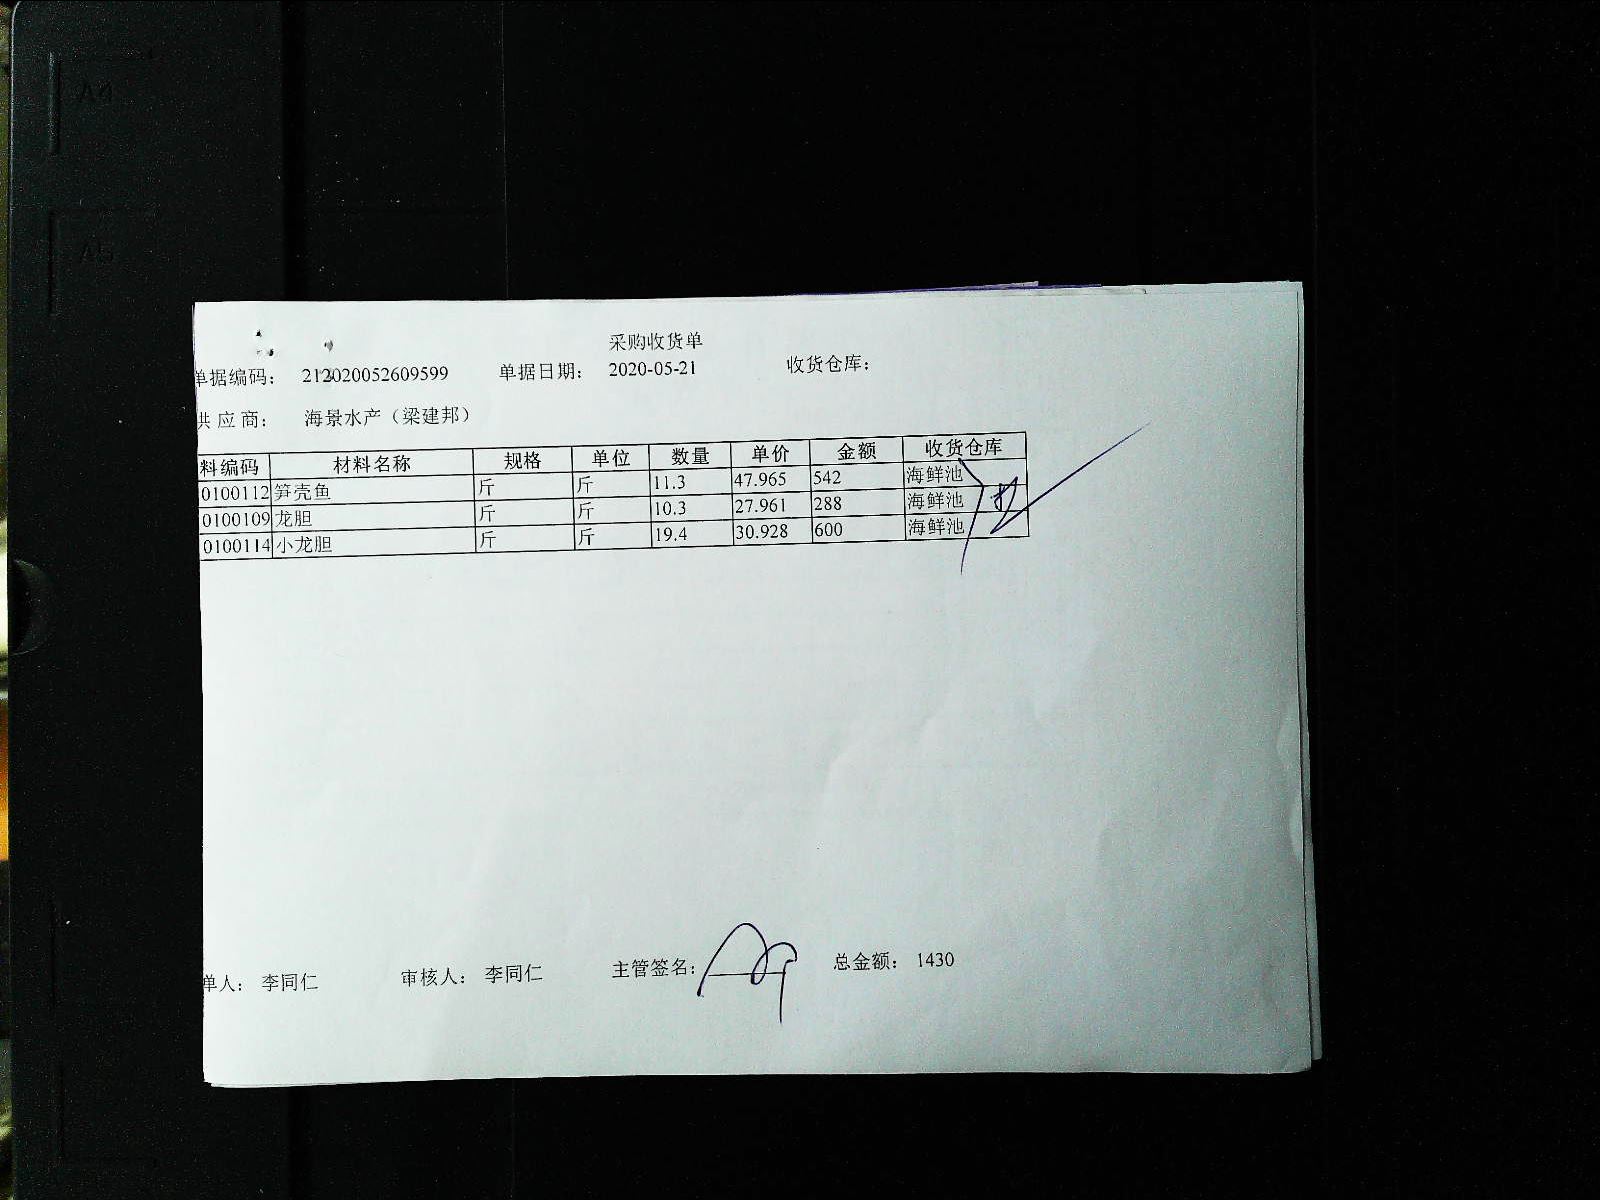 A4
A5
采购收货单
单据编码： 212020052609599 单据日期： 2020-05-21 收货仓库：
供应商： 海景水产（梁建邦）
料编码 材料名称 规格 单位 数量 单价 金额 收货仓库
0100112 笋壳鱼 斤 斤 11.3 47.965 542 海鲜池
0100109 龙胆 斤 斤 10.3 27.961 288 海鲜池
0100114 小龙胆 斤 斤 19.4 30.928 600 海鲜池
单人： 李同仁 审核人： 李同仁 主管签名： 总金额： 1430